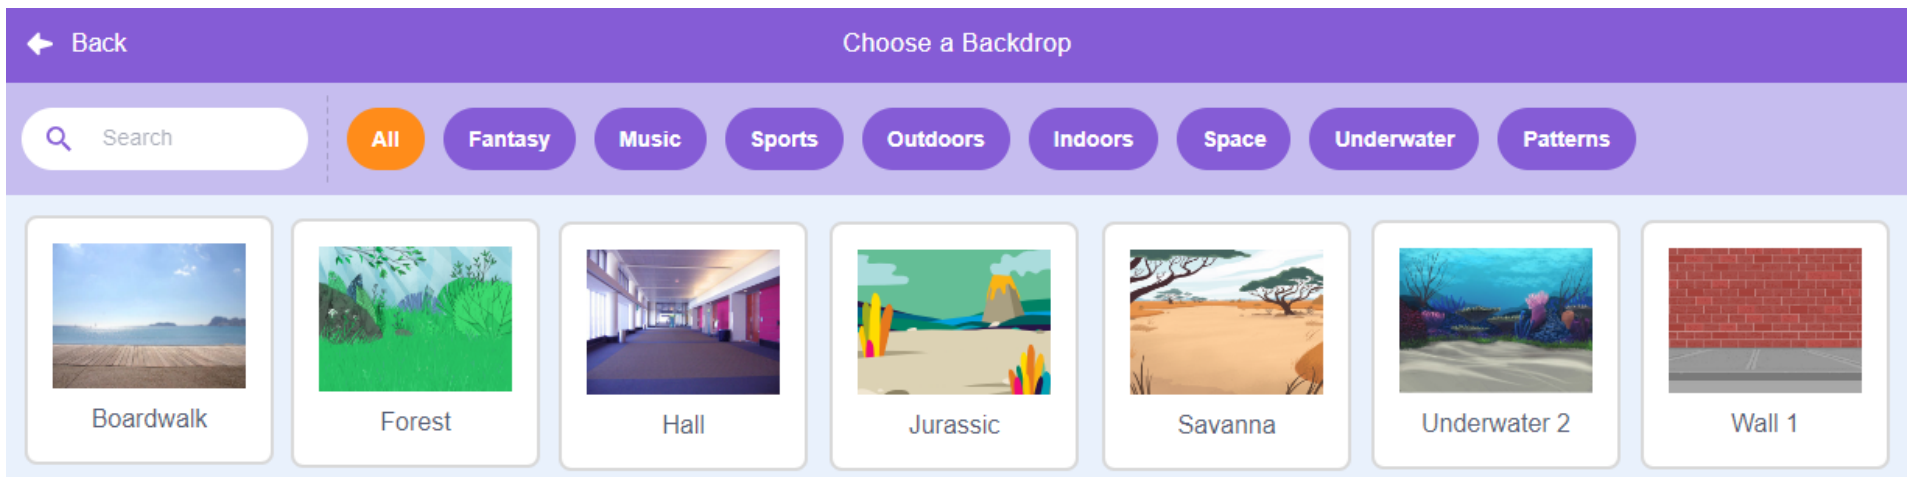 Back
Choose a Backdrop
Search
All
Fantasy
Music
Sports
Outdoors
Indoors
Space
Underwater
Patterns
Boardwalk
Forest
Hall
Jurassic
Savanna
Underwater 2
Wall 1